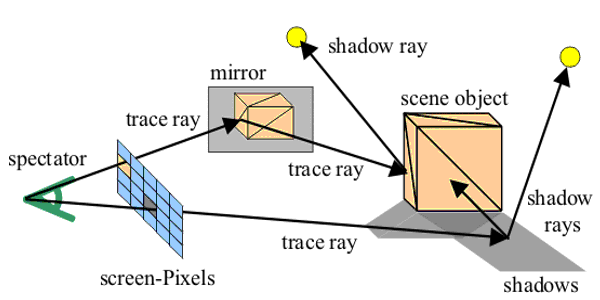 shadow ray
mirror
scene object
trace ray
spectator
trace ray
shadow
rays
trace ray
screen-Pixels
shadows